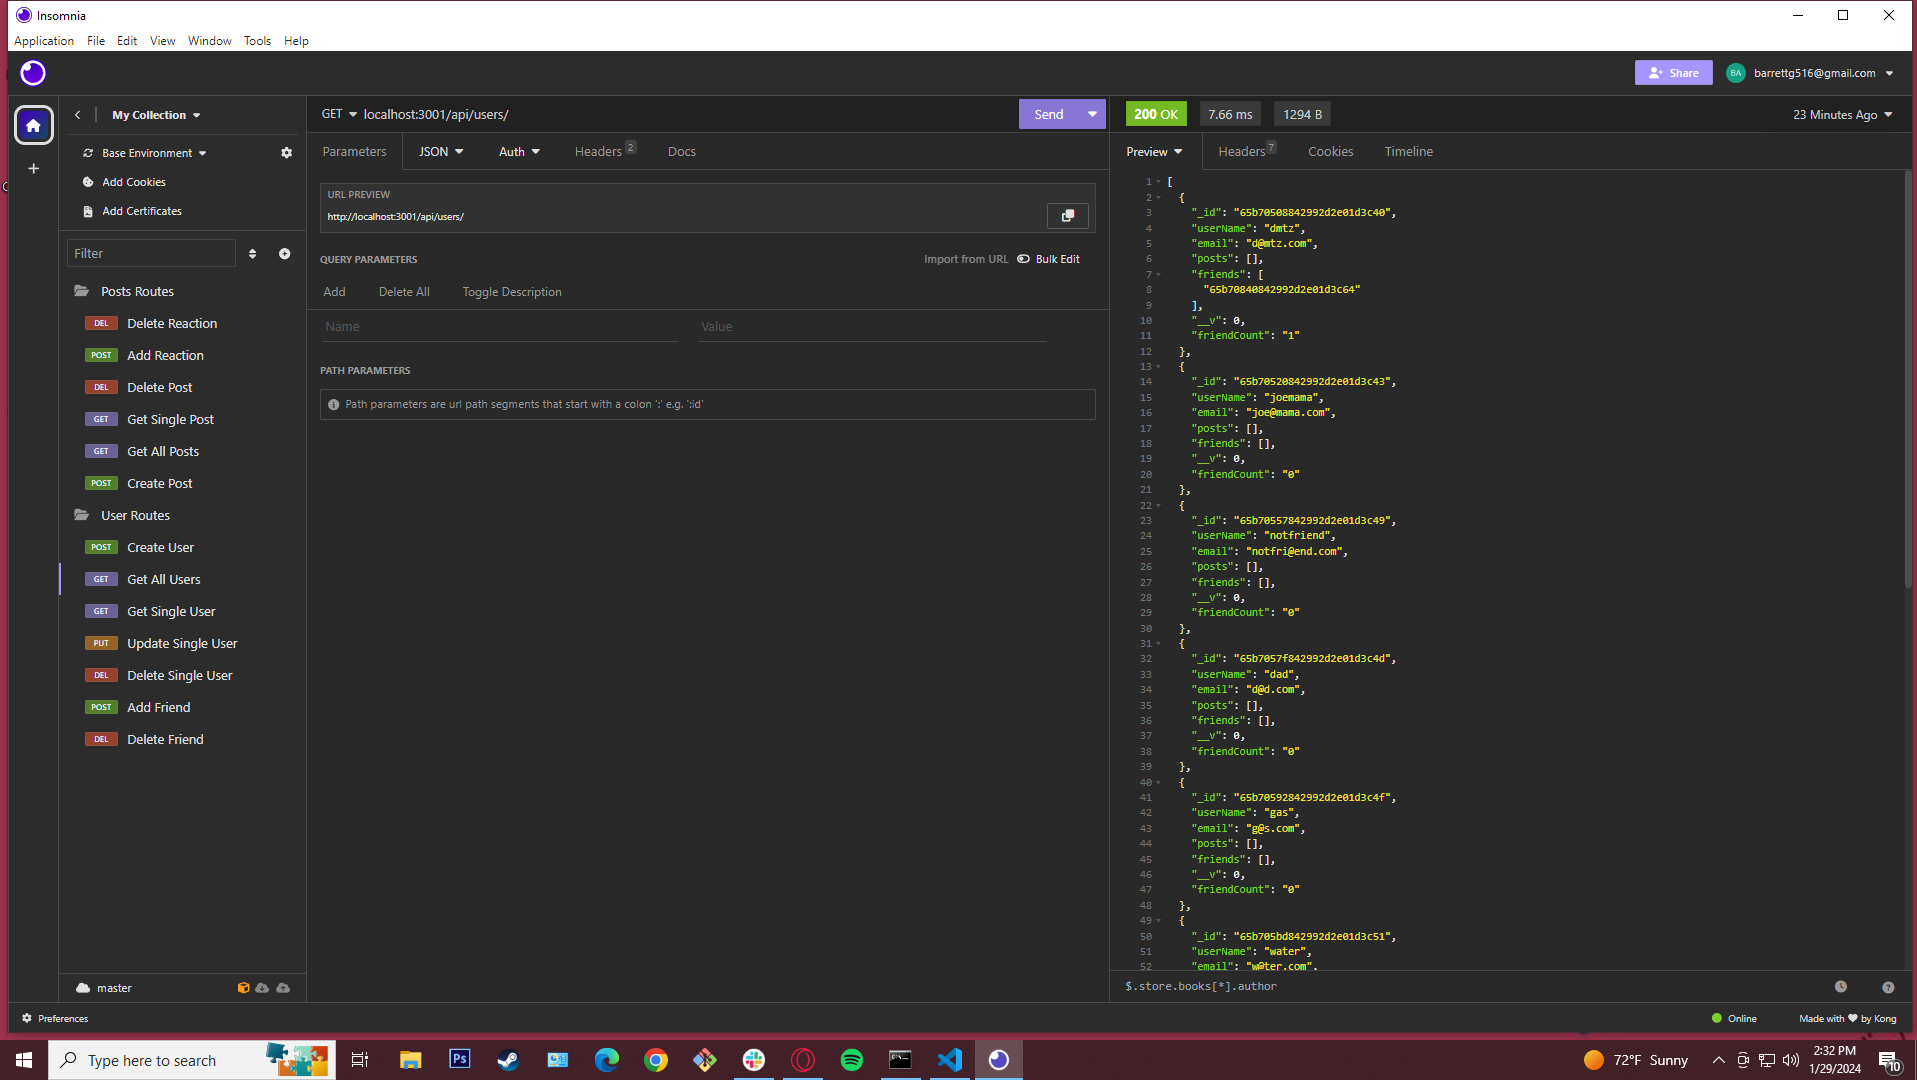 Insomnia
Application File Edit View Window Tools Help
Share BA barrettg516@gmail.com
My Collection
Base Environment
Add Cookies
Add Certificates
Filter
Posts Routes
DEL Delete Reaction
POST Add Reaction
DEL Delete Post
GET Get Single Post
GET Get All Posts
POST Create Post
User Routes
POST Create User
GET Get All Users
GET Get Single User
PUT Update Single User
DEL Delete Single User
POST Add Friend
DEL Delete Friend
master
Preferences
GET localhost:3001/api/users/ Send
Parameters JSON Auth Headers 2 Docs
URL PREVIEW
http://localhost:3001/api/users/
QUERY PARAMETERS Import from URL Bulk Edit
Add Delete All Toggle Description
Name Value
PATH PARAMETERS
Path parameters are url path segments that start with a colon ':' e.g. ':id'
200 OK 7.66 ms 1294 B 23 Minutes Ago
Preview Headers 7 Cookies Timeline
1 [
2 {
3 "_id": "65b70508842992d2e01d3c40",
4 "userName": "dmtz",
5 "email": "d@mtz.com",
6 "posts": [],
7 "friends": [
8 "65b70840842992d2e01d3c64"
9 ],
10 "__v": 0,
11 "friendCount": "1"
12 },
13 {
14 "_id": "65b70520842992d2e01d3c43",
15 "userName": "joemama",
16 "email": "joe@mama.com",
17 "posts": [],
18 "friends": [],
19 "__v": 0,
20 "friendCount": "0"
21 },
22 {
23 "_id": "65b70557842992d2e01d3c49",
24 "userName": "notfriend",
25 "email": "notfri@end.com",
26 "posts": [],
27 "friends": [],
28 "__v": 0,
29 "friendCount": "0"
30 },
31 {
32 "_id": "65b7057f842992d2e01d3c4d",
33 "userName": "dad",
34 "email": "d@d.com",
35 "posts": [],
36 "friends": [],
37 "__v": 0,
38 "friendCount": "0"
39 },
40 {
41 "_id": "65b70592842992d2e01d3c4f",
42 "userName": "gas",
43 "email": "g@s.com",
44 "posts": [],
45 "friends": [],
46 "__v": 0,
47 "friendCount": "0"
48 },
49 {
50 "_id": "65b705bd842992d2e01d3c51",
51 "userName": "water",
52 "email": "w@ter.com",
$.store.books[*].author
Online Made with by Kong
Type here to search Ps 72°F Sunny 2:32 PM
1/29/2024 10